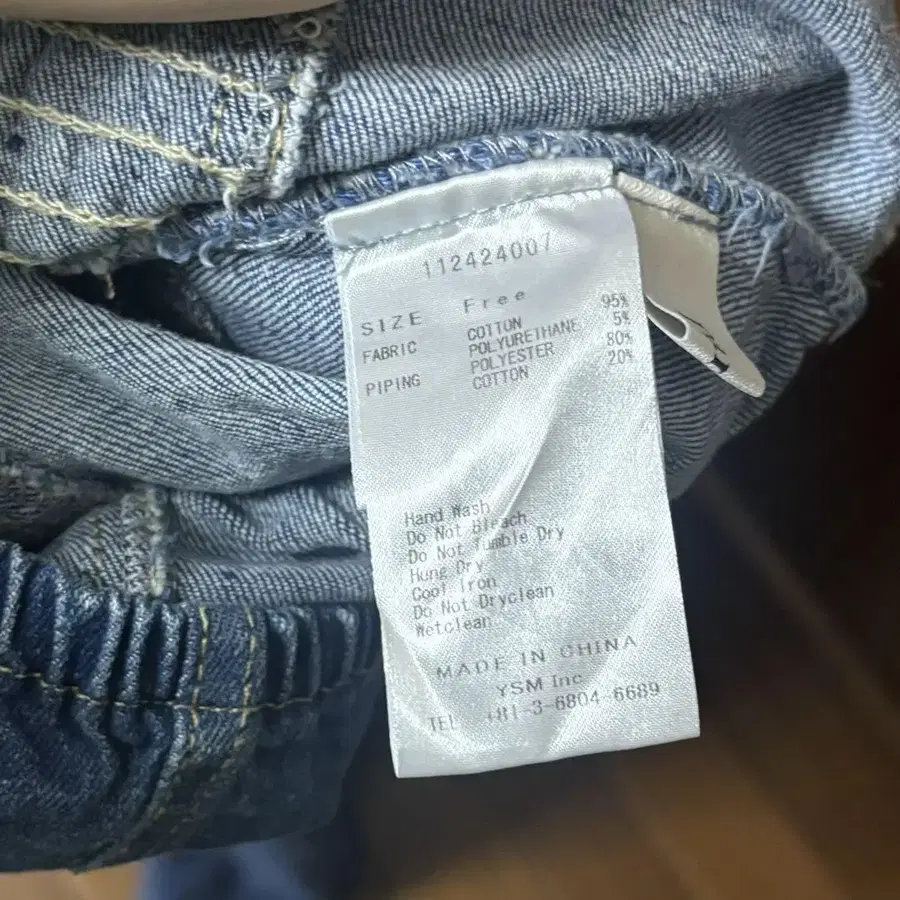 112424007
SIZE Free
FABRIC COTTON 95%
POLYURETHANE 5%
POLYESTER 80%
PIPING COTTON 20%
Hand Wash
Do Not Bleach
Do Not Tumble Dry
Hung Dry
Cool Iron
Do Not Dryclean
Wetclean
MADE IN CHINA
YSM Inc
TEL +81-3-6804-6689